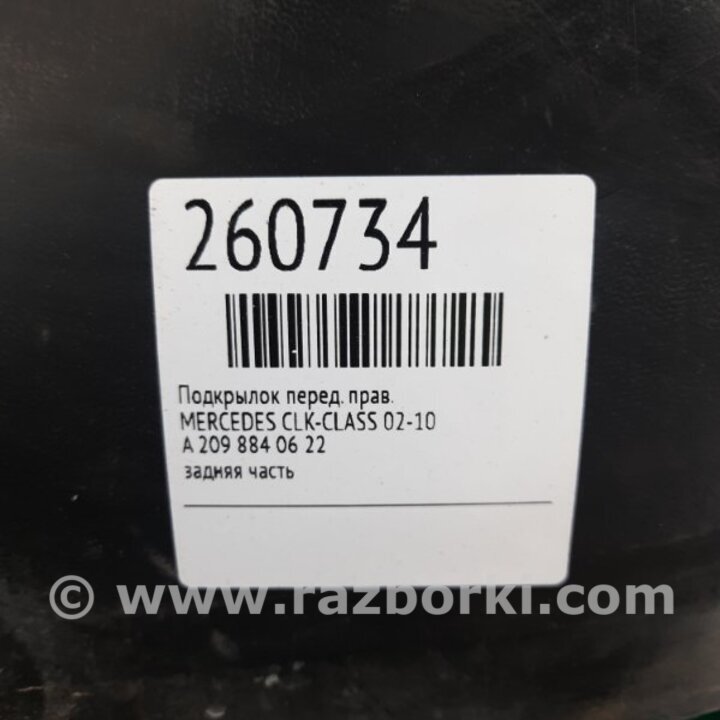 260734
Подкрылок перед. прав.
MERCEDES CLK-CLASS 02-10
A 209 884 06 22
задняя часть
© www.razborki.com